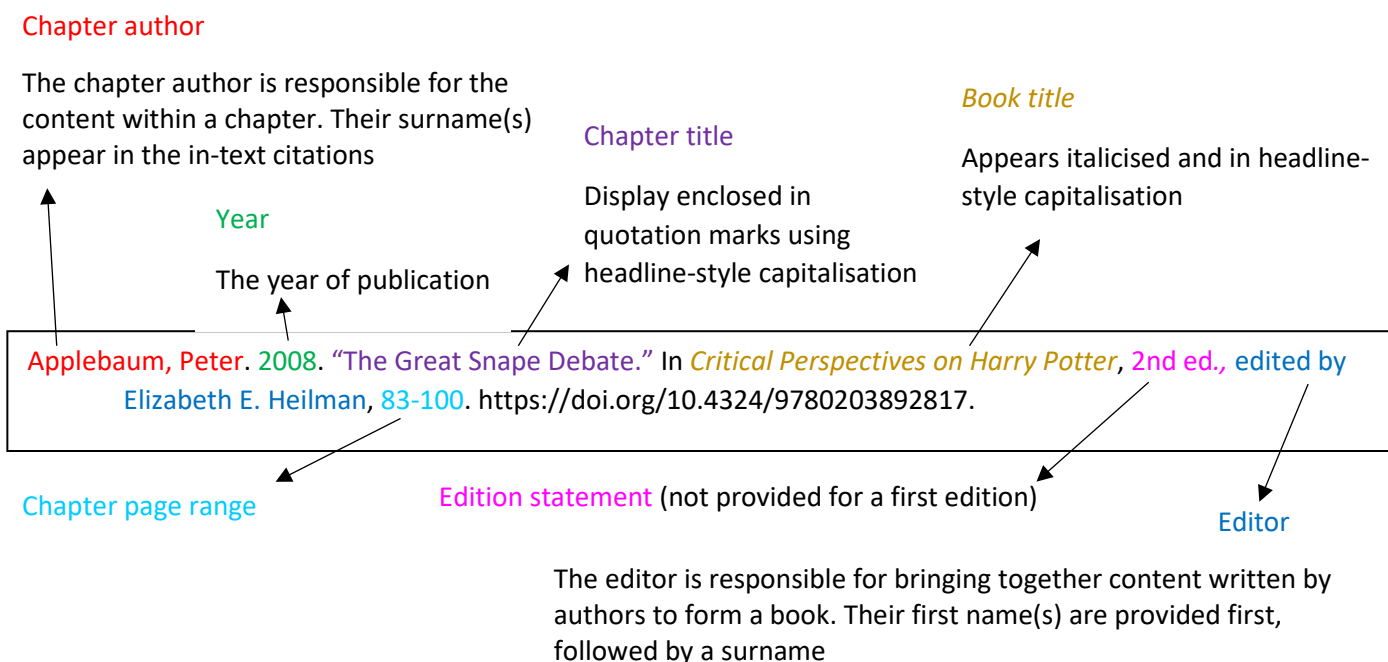 Chapter author
The chapter author is responsible for the
content within a chapter. Their surname(s)
appear in the in-text citations
Year
The year of publication
Chapter title
Display enclosed in
quotation marks using
headline-style capitalisation
Book title
Appears italicised and in headline-
style capitalisation
Applebaum, Peter. 2008. “The Great Snape Debate.” In Critical Perspectives on Harry Potter, 2nd ed., edited by
Elizabeth E. Heilman, 83-100. https://doi.org/10.4324/9780203892817.
Chapter page range
Edition statement (not provided for a first edition)
Editor
The editor is responsible for bringing together content written by
authors to form a book. Their first name(s) are provided first,
followed by a surname